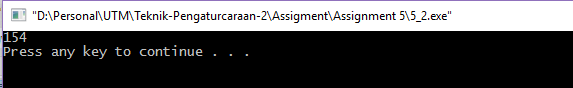 "D:\Personal\UTM\Teknik-Pengaturcaraan-2\Assigment\Assignment 5\5_2.exe"
154
Press any key to continue . . .